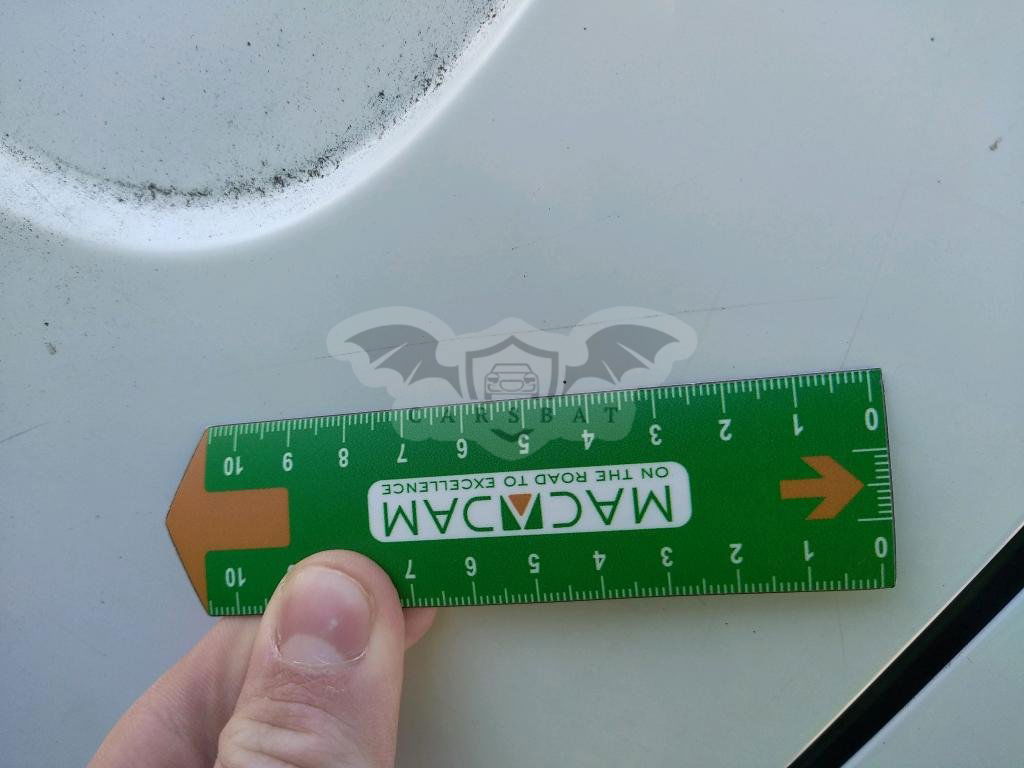 CARSBAT
0 1 2 3 4 5 6 7 8 9 10
MACADAM
ON THE ROAD TO EXCELLENCE
0 1 2 3 4 5 6 7 10